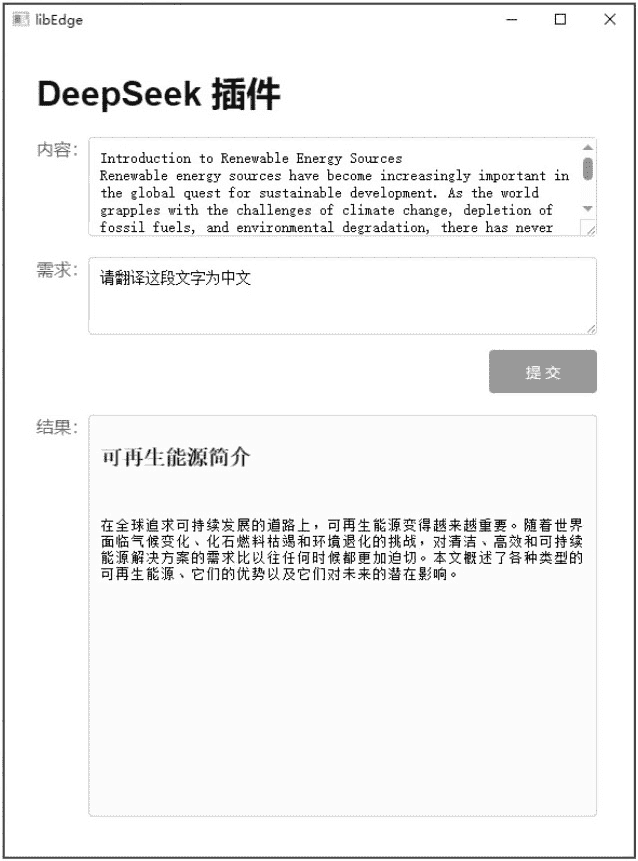 libEdge
DeepSeek 插件
内容：
Introduction to Renewable Energy Sources
Renewable energy sources have become increasingly important in
the global quest for sustainable development. As the world
grapples with the challenges of climate change, depletion of
fossil fuels, and environmental degradation, there has never
需求：
请翻译这段文字为中文
提 交
结果：
可再生能源简介
在全球追求可持续发展的道路上，可再生能源变得越来越重要。随着世界
面临气候变化、化石燃料枯竭和环境退化的挑战，对清洁、高效和可持续
能源解决方案的需求比以往任何时候都更加迫切。本文概述了各种类型的
可再生能源、它们的优势以及它们对未来的潜在影响。